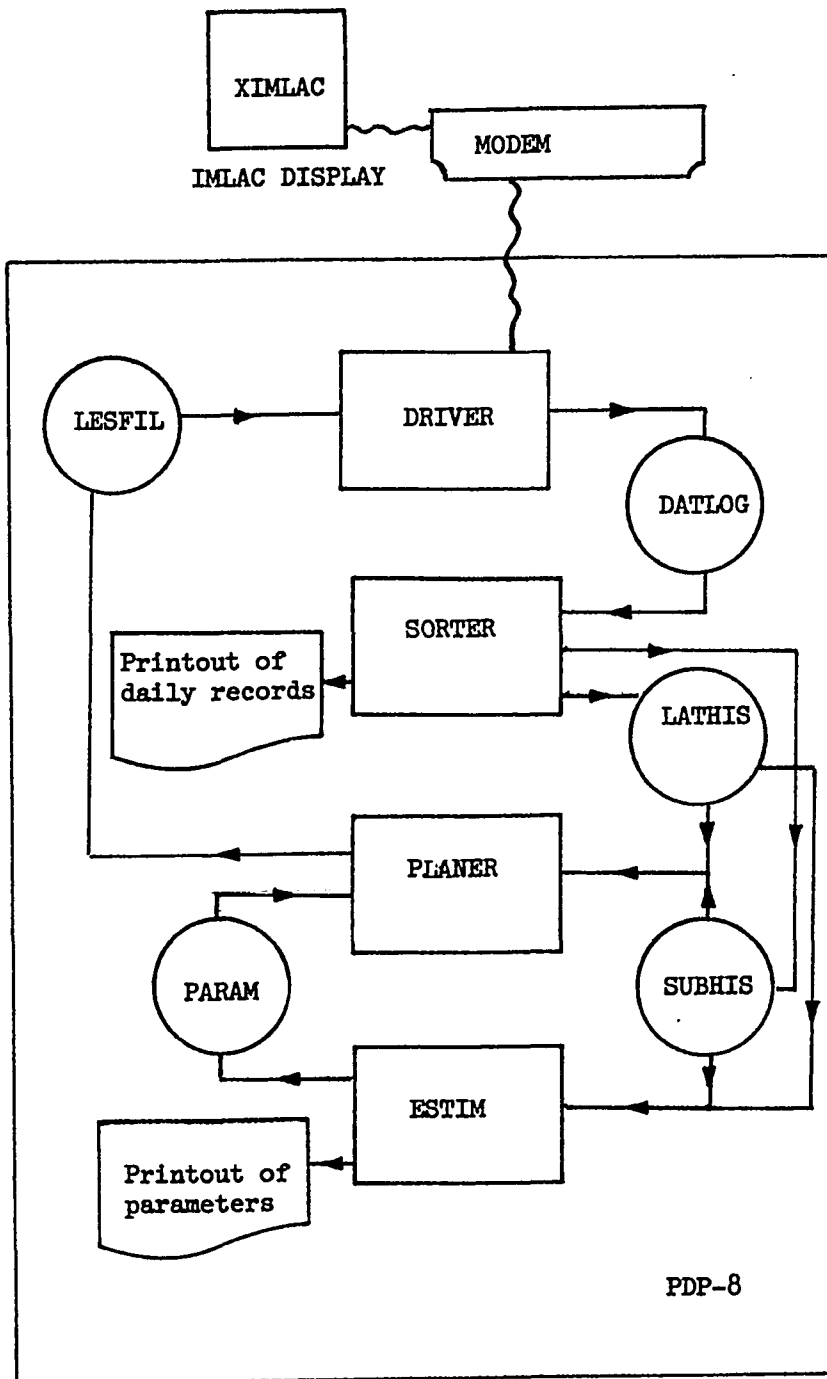 XIMLAC
MODEM
IMLAC DISPLAY
LESFIL
DRIVER
DATLOG
SORTER
Printout of
daily records
LATHIS
PLANER
PARAM
SUBHIS
ESTIM
Printout of
parameters
PDP-8